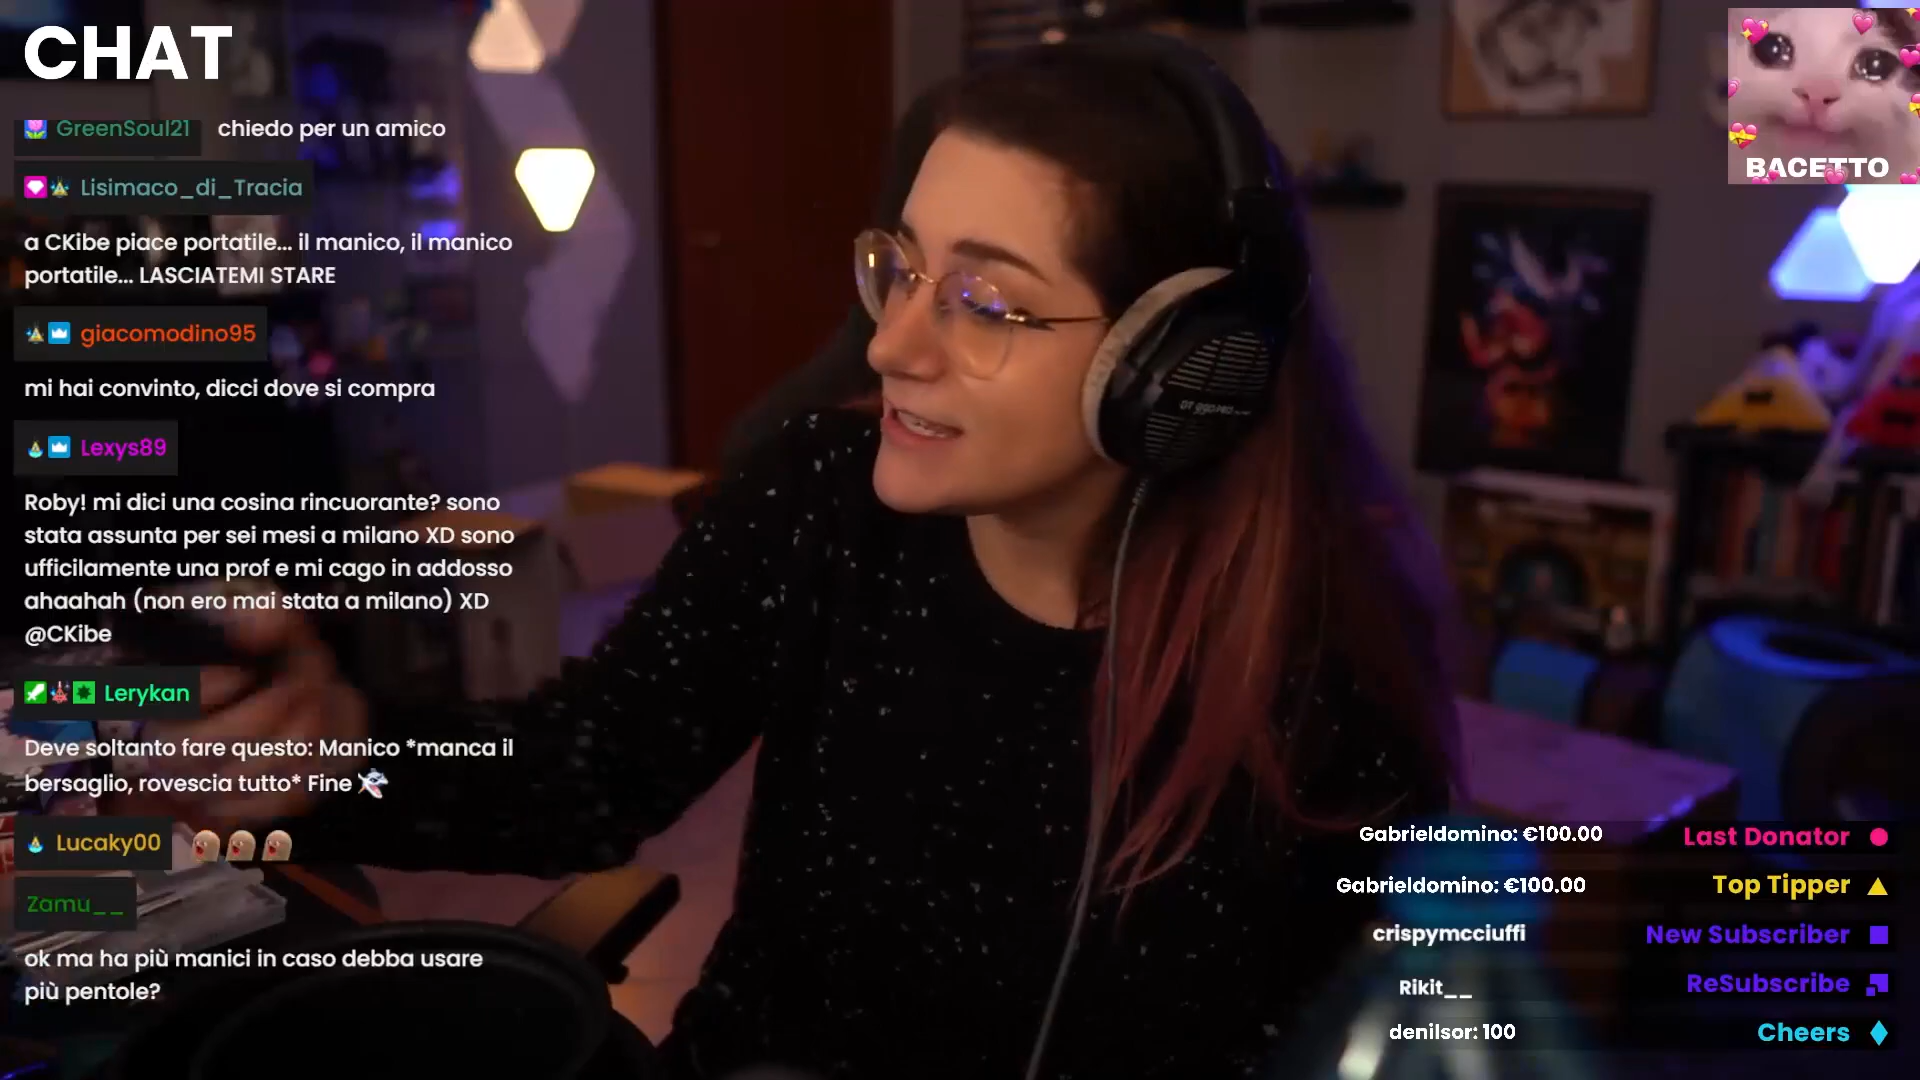 CHAT
GreenSoul21 chiedo per un amico
Lisimaco_di_Tracia
a CKibe piace portatile... il manico, il manico
portatile... LASCIATEMI STARE
giacomodino95
mi hai convinto, dicci dove si compra
Lexys89
Roby! mi dici una cosina rincuorante? sono
stata assunta per sei mesi a milano XD sono
ufficilamente una prof e mi cago in addosso
ahaahah (non ero mai stata a milano) XD
@CKibe
Lerykan
Deve soltanto fare questo: Manico *manca il
bersaglio, rovescia tutto* Fine
Lucaky00
Zamu__
ok ma ha più manici in caso debba usare
più pentole?
BACETTO
DT 990 PRO
Gabrieldomino: €100.00 Last Donator
Gabrieldomino: €100.00 Top Tipper
crispymcciuffi New Subscriber
Rikit__ ReSubscribe
denilsor: 100 Cheers